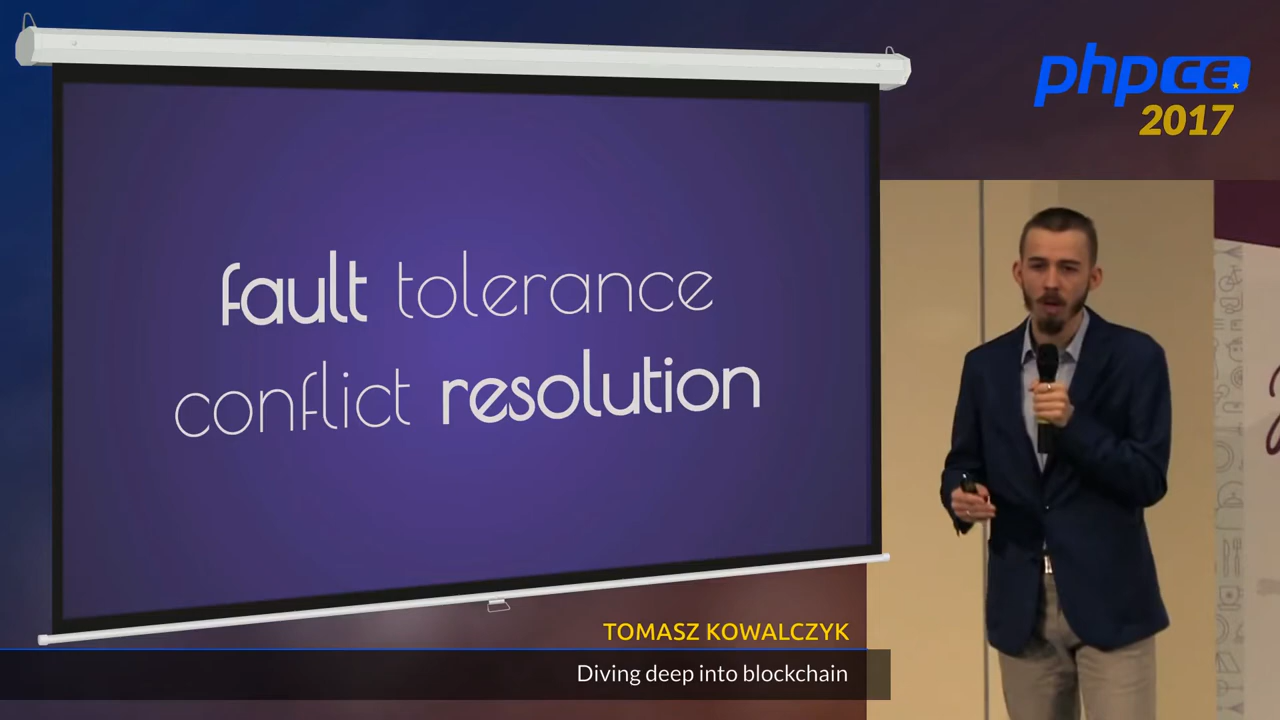 phpCE
2017
fault tolerance
conflict resolution
TOMASZ KOWALCZYK
Diving deep into blockchain